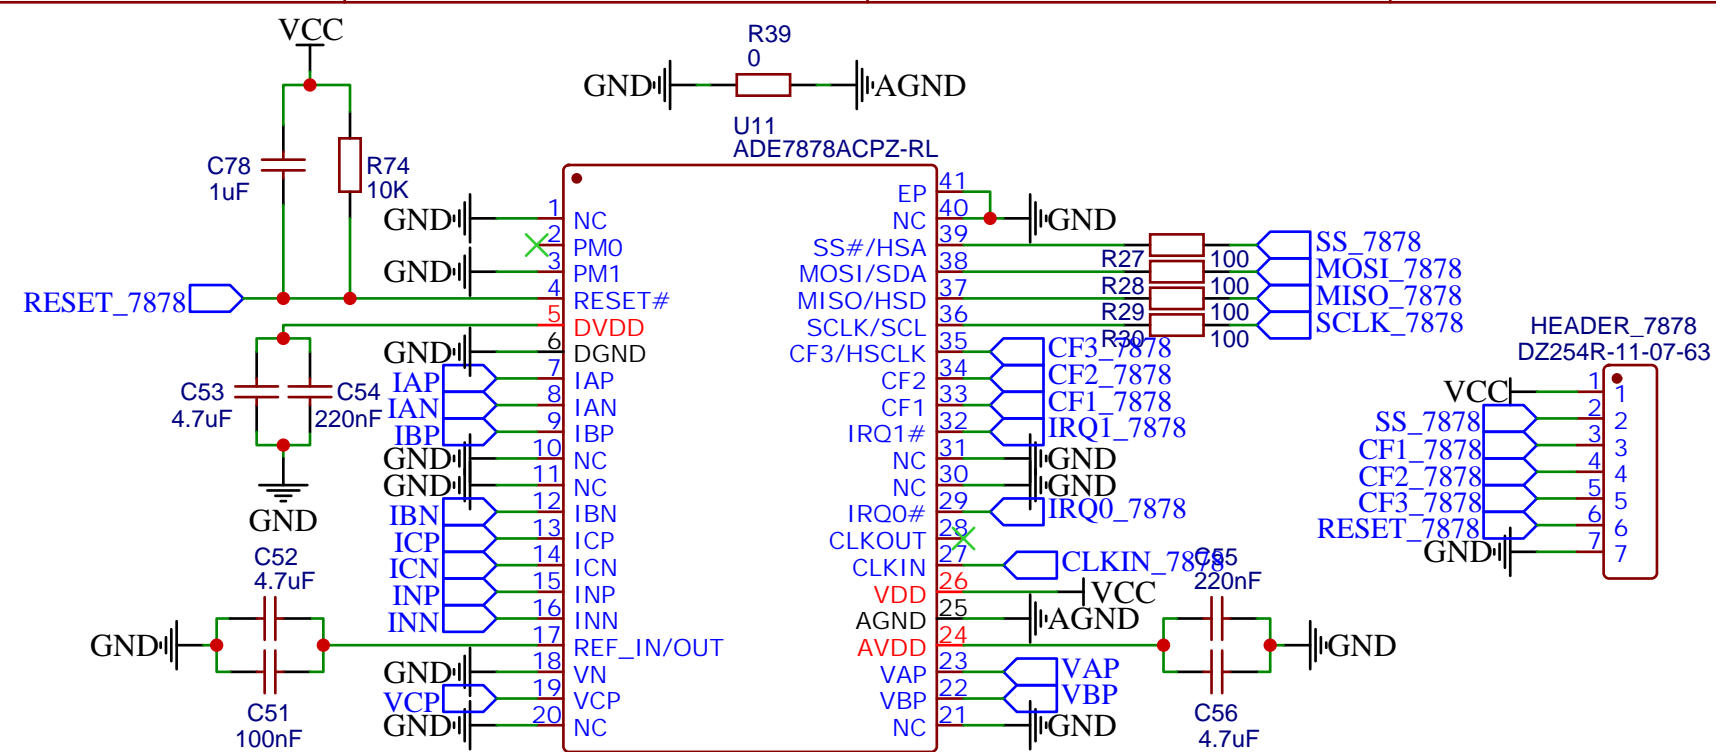 VCC
R39
0
GND
AGND
U11
ADE7878ACPZ-RL
C78
1uF
R74
10K
GND 1 NC
2 PM0
GND 3 PM1
RESET_7878 4 RESET#
5 DVDD
GND 6 DGND
IAP 7 IAP
IAN 8 IAN
IBP 9 IBP
GND 10 NC
GND 11 NC
IBN 12 IBN
ICP 13 ICP
ICN 14 ICN
INP 15 INP
INN 16 INN
17 REF_IN/OUT
GND 18 VN
VCP 19 VCP
GND 20 NC
C53
4.7uF
C54
220nF
GND
C52
4.7uF
GND
C51
100nF
EP 41
NC 40 GND
SS#/HSA 39 R27 100 SS_7878
MOSI/SDA 38 R28 100 MOSI_7878
MISO/HSD 37 R29 100 MISO_7878
SCLK/SCL 36 R30 100 SCLK_7878
CF3/HSCLK 35 CF3_7878
CF2 34 CF2_7878
CF1 33 CF1_7878
IRQ1# 32 IRQ1_7878
NC 31 GND
NC 30 GND
IRQ0# 29 IRQ0_7878
CLKOUT 28
CLKIN 27 CLKIN_7878
VDD 26 VCC
AGND 25 AGND
AVDD 24
VAP 23 VAP
VBP 22 VBP
NC 21 GND
C55
220nF
GND
C56
4.7uF
HEADER_7878
DZ254R-11-07-63
VCC 1 1
SS_7878 2 2
CF1_7878 3 3
CF2_7878 4 4
CF3_7878 5 5
RESET_7878 6 6
GND 7 7